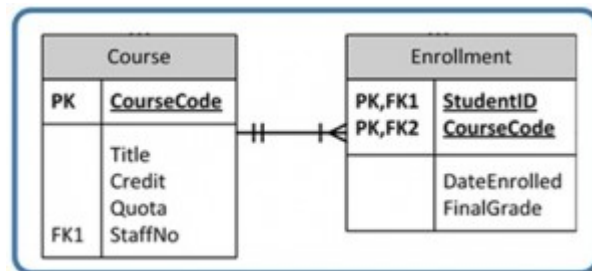 Course
PK CourseCode
Title
Credit
Quota
FK1 StaffNo
Enrollment
PK,FK1 StudentID
PK,FK2 CourseCode
DateEnrolled
FinalGrade